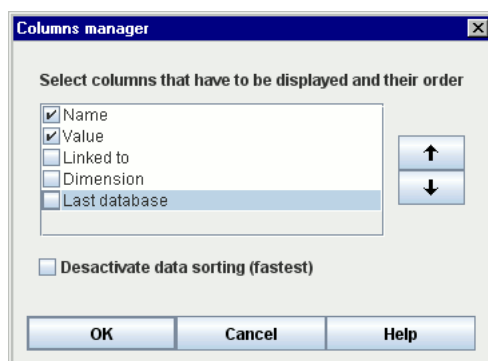 Columns manager
Select columns that have to be displayed and their order
Name
Value
Linked to
Dimension
Last database
Desactivate data sorting (fastest)
OK Cancel Help